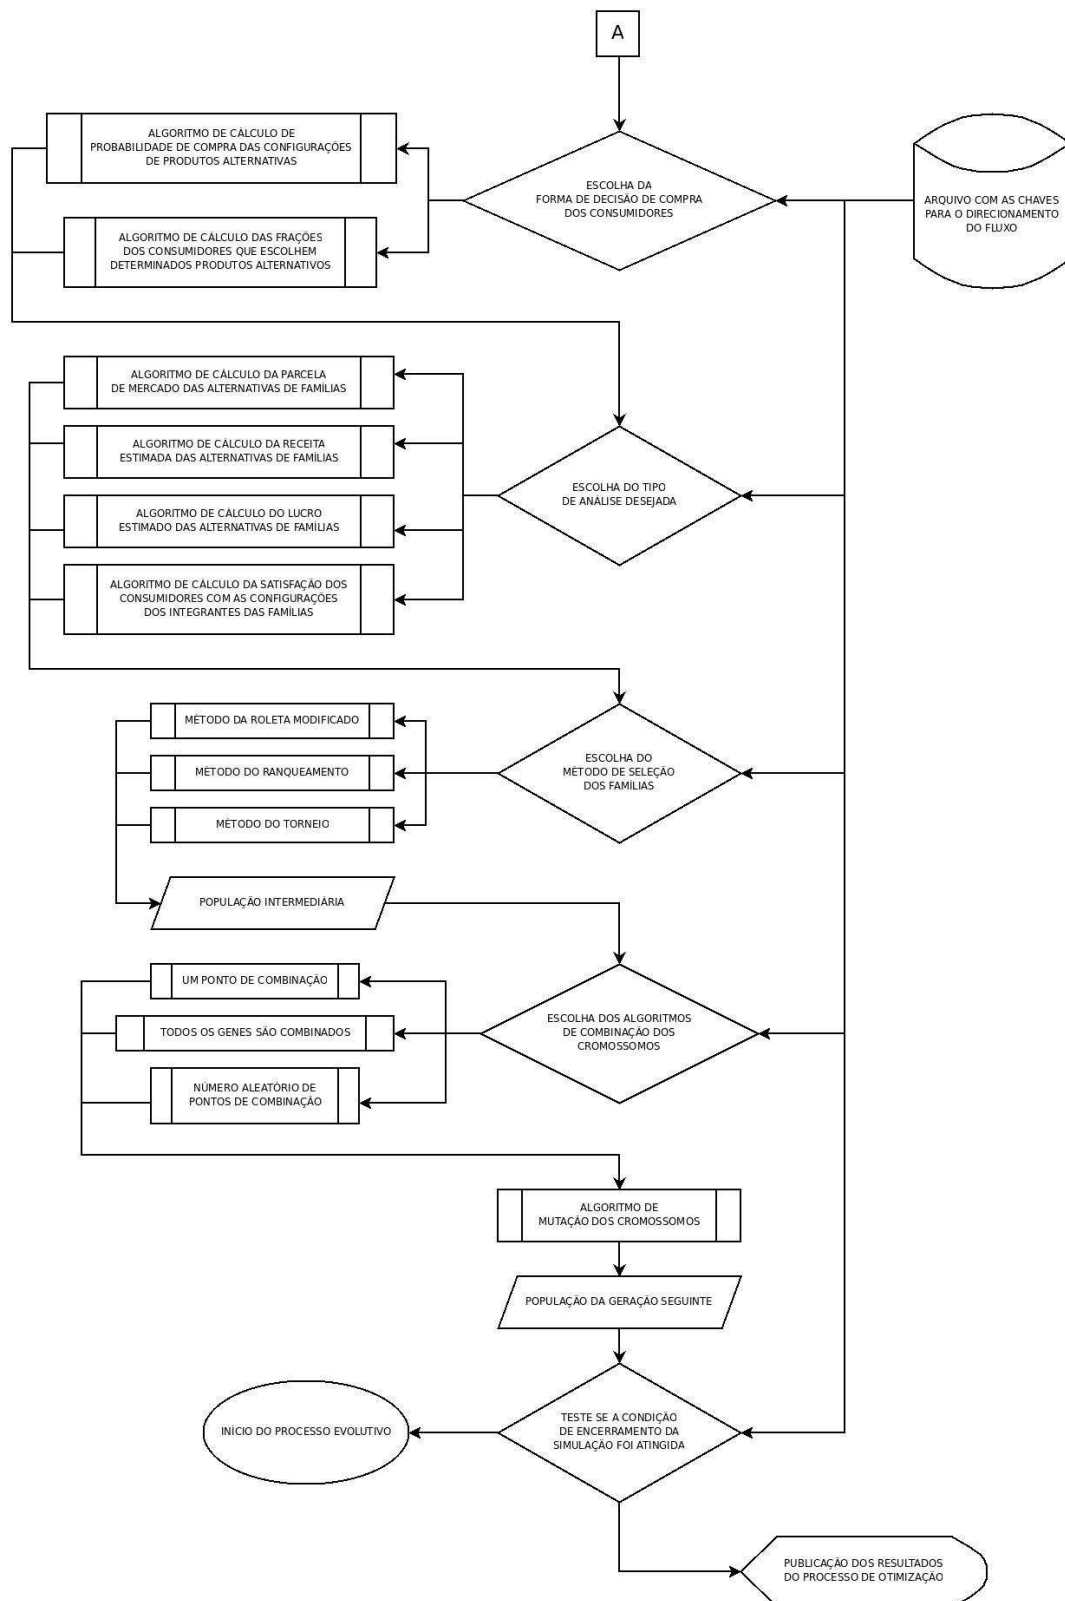 A
ALGORITMO DE CÁLCULO DE
PROBABILIDADE DE COMPRA DAS CONFIGURAÇÕES
DE PRODUTOS ALTERNATIVAS
ESCOLHA DA
FORMA DE DECISÃO DE COMPRA
DOS CONSUMIDORES
ARQUIVO COM AS CHAVES
PARA O DIRECIONAMENTO
DO FLUXO
ALGORITMO DE CÁLCULO DAS FRAÇÕES
DOS CONSUMIDORES QUE ESCOLHEM
DETERMINADOS PRODUTOS ALTERNATIVOS
ALGORITMO DE CÁLCULO DA PARCELA
DE MERCADO DAS ALTERNATIVAS DE FAMÍLIAS
ALGORITMO DE CÁLCULO DA RECEITA
ESTIMADA DAS ALTERNATIVAS DE FAMÍLIAS
ESCOLHA DO TIPO
DE ANÁLISE DESEJADA
ALGORITMO DE CÁLCULO DO LUCRO
ESTIMADO DAS ALTERNATIVAS DE FAMÍLIAS
ALGORITMO DE CÁLCULO DA SATISFAÇÃO DOS
CONSUMIDORES COM AS CONFIGURAÇÕES
DOS INTEGRANTES DAS FAMÍLIAS
MÉTODO DA ROLETA MODIFICADO
MÉTODO DO RANQUEAMENTO
MÉTODO DO TORNEIO
ESCOLHA DO
MÉTODO DE SELEÇÃO
DOS FAMÍLIAS
POPULAÇÃO INTERMEDIÁRIA
UM PONTO DE COMBINAÇÃO
TODOS OS GENES SÃO COMBINADOS
NÚMERO ALEATÓRIO DE
PONTOS DE COMBINAÇÃO
ESCOLHA DOS ALGORITMOS
DE COMBINAÇÃO DOS
CROMOSSOMOS
ALGORITMO DE
MUTAÇÃO DOS CROMOSSOMOS
POPULAÇÃO DA GERAÇÃO SEGUINTE
TESTE SE A CONDIÇÃO
DE ENCERRAMENTO DA
SIMULAÇÃO FOI ATINGIDA
INÍCIO DO PROCESSO EVOLUTIVO
PUBLICAÇÃO DOS RESULTADOS
DO PROCESSO DE OTIMIZAÇÃO